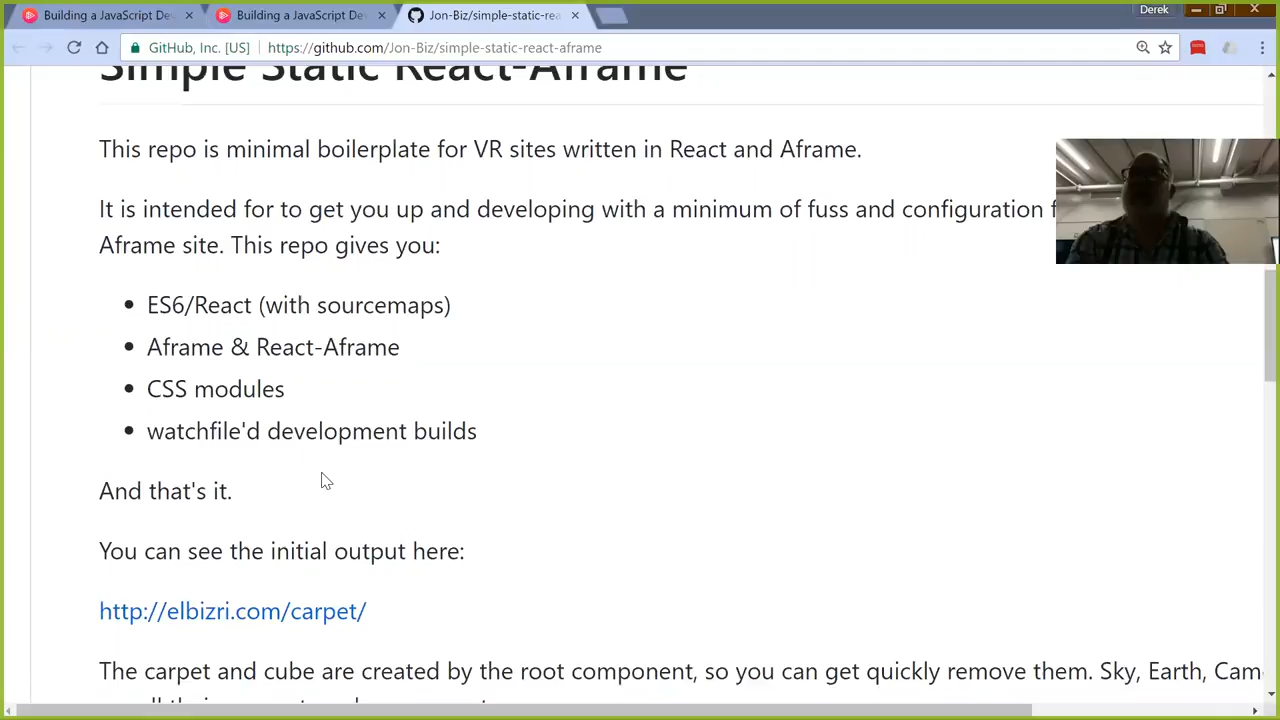 Building a JavaScript De
Building a JavaScript De
Jon-Biz/simple-static-rea
Derek
GitHub, Inc. [US]
https://github.com/Jon-Biz/simple-static-react-aframe
Simple Static React-Aframe
This repo is minimal boilerplate for VR sites written in React and Aframe.
It is intended for to get you up and developing with a minimum of fuss and configuration f
Aframe site. This repo gives you:
ES6/React (with sourcemaps)
Aframe & React-Aframe
CSS modules
watchfile'd development builds
And that's it.
You can see the initial output here:
http://elbizri.com/carpet/
The carpet and cube are created by the root component, so you can get quickly remove them. Sky, Earth, Cam